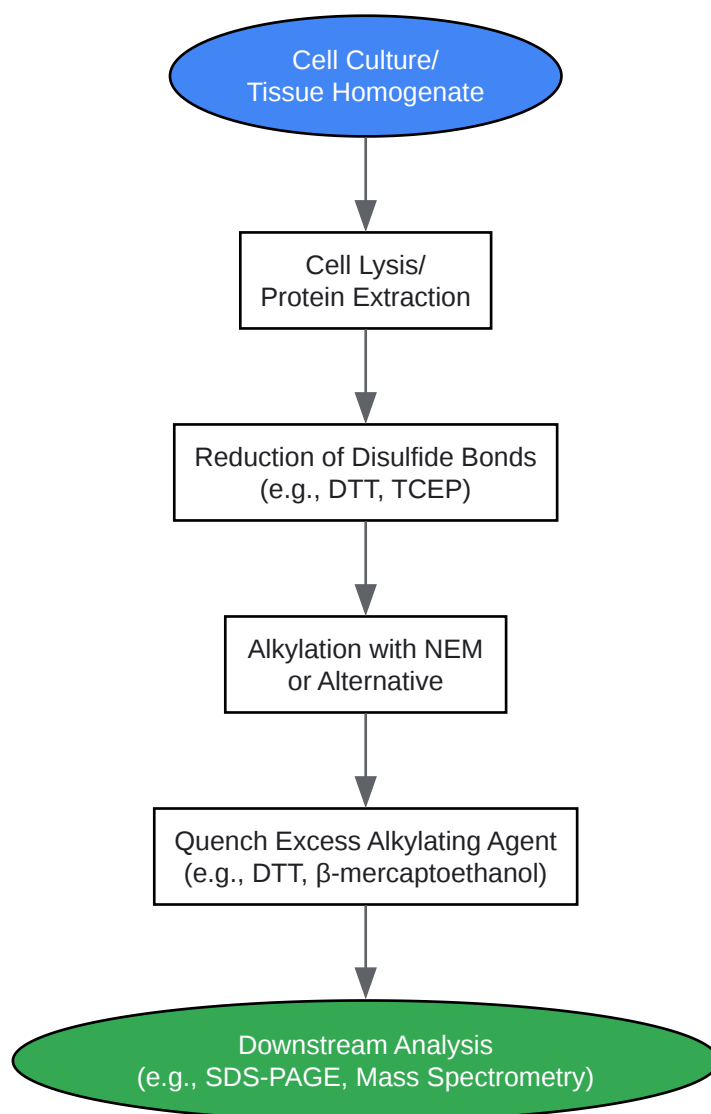 Cell Culture/
Tissue Homogenate
Cell Lysis/
Protein Extraction
Reduction of Disulfide Bonds
(e.g., DTT, TCEP)
Alkylation with NEM
or Alternative
Quench Excess Alkylating Agent
(e.g., DTT, β-mercaptoethanol)
Downstream Analysis
(e.g., SDS-PAGE, Mass Spectrometry)